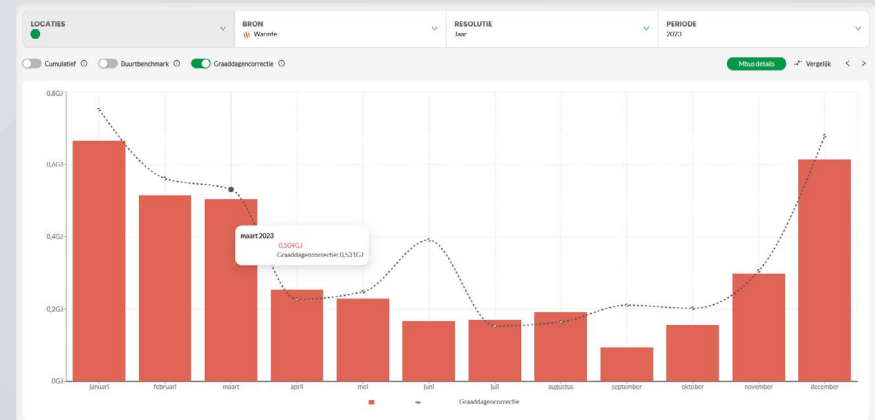 LOCATIES
BRON
Warmte
RESOLUTIE
Jaar
PERIODE
2023
Cumulatief
Buurtbenchmark
Graaddagencorrectie
Mbus details
Vergelijk
0,8GJ
0,6GJ
0,4GJ
0,2GJ
0GJ
maart 2023
0,504GJ
Graaddagencorrectie: 0,531GJ
januari
februari
maart
april
mei
juni
juli
augustus
september
oktober
november
december
Graaddagencorrectie